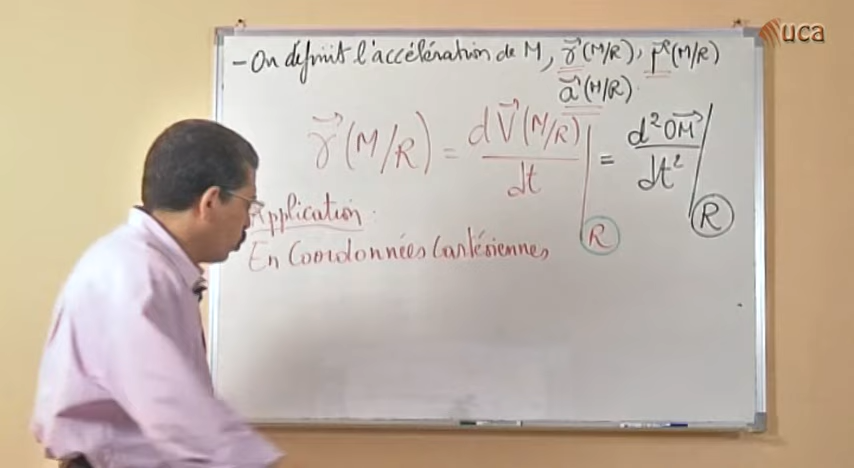 uca
- On définit l'accélération de M, γ⃗(M/R), Γ⃗(M/R)
a⃗(M/R).
γ⃗(M/R) = dV⃗(M/R)/dt |R = d²OM⃗/dt² |R
Application :
En Coordonnées Cartésiennes,